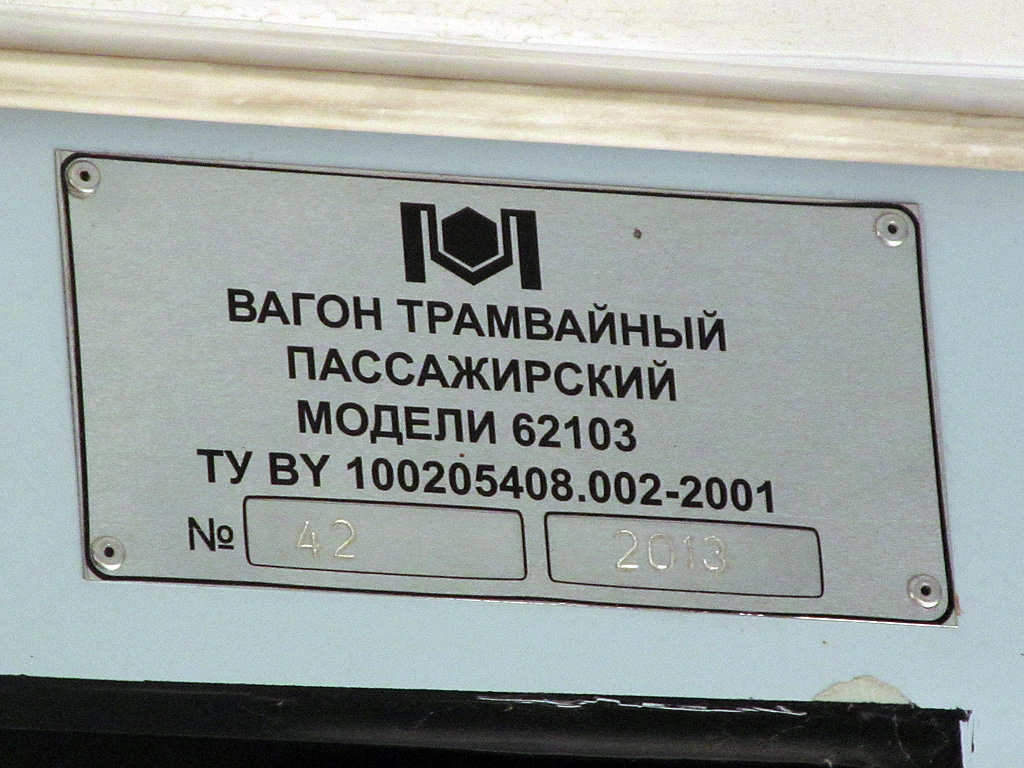 ВАГОН ТРАМВАЙНЫЙ
ПАССАЖИРСКИЙ
МОДЕЛИ 62103
ТУ BY 100205408.002-2001
№ 42 2013